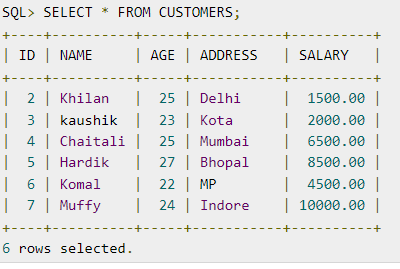 SQL> SELECT * FROM CUSTOMERS;
+----+----------+-----+-----------+----------+
| ID | NAME     | AGE | ADDRESS   | SALARY   |
+----+----------+-----+-----------+----------+
|  2 | Khilan   |  25 | Delhi     |  1500.00 |
|  3 | kaushik  |  23 | Kota      |  2000.00 |
|  4 | Chaitali |  25 | Mumbai    |  6500.00 |
|  5 | Hardik   |  27 | Bhopal    |  8500.00 |
|  6 | Komal    |  22 | MP        |  4500.00 |
|  7 | Muffy    |  24 | Indore    | 10000.00 |
+----+----------+-----+-----------+----------+
6 rows selected.